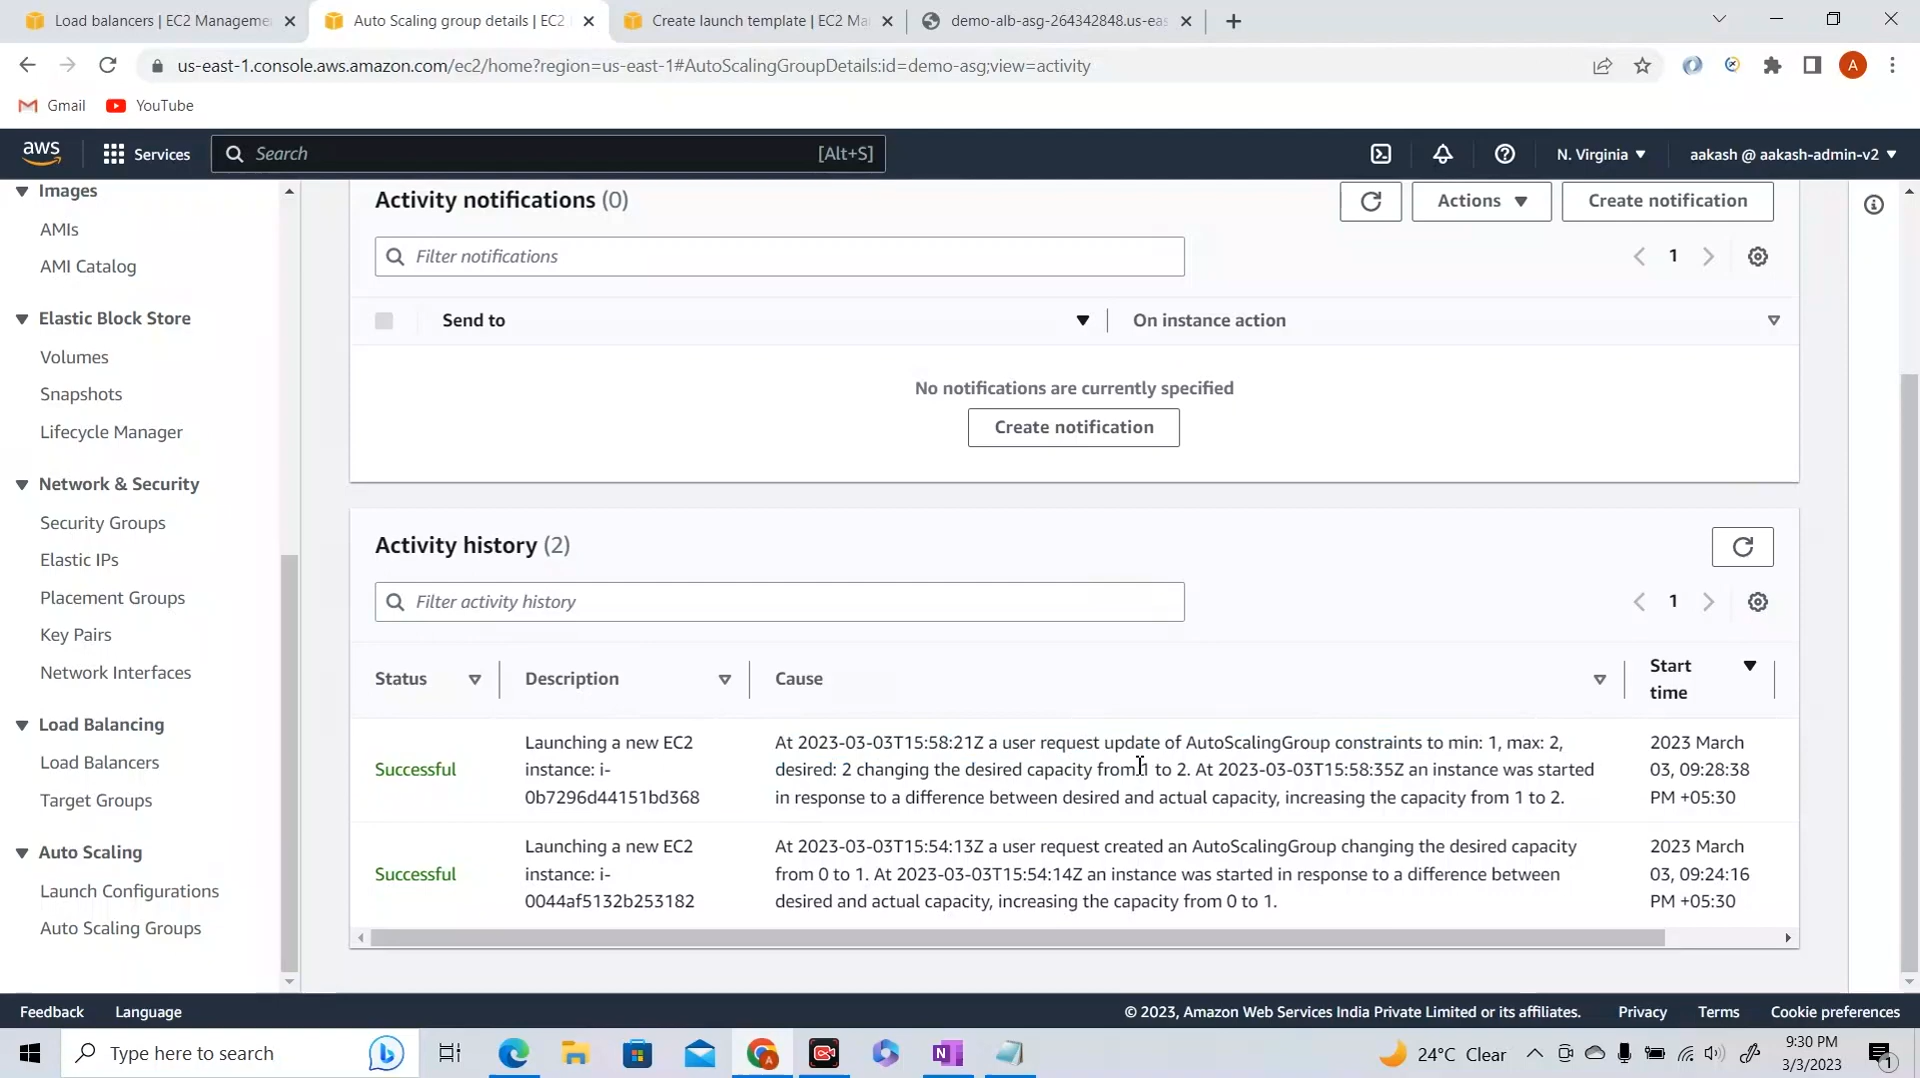 Load balancers | EC2 Manageme
Auto Scaling group details | EC2
Create launch template | EC2 Ma
demo-alb-asg-264342848.us-eas
us-east-1.console.aws.amazon.com/ec2/home?region=us-east-1#AutoScalingGroupDetails:id=demo-asg;view=activity
A
Gmail
YouTube
aws
Services
Search
[Alt+S]
N. Virginia
aakash @ aakash-admin-v2
Images
AMIs
AMI Catalog
Elastic Block Store
Volumes
Snapshots
Lifecycle Manager
Network & Security
Security Groups
Elastic IPs
Placement Groups
Key Pairs
Network Interfaces
Load Balancing
Load Balancers
Target Groups
Auto Scaling
Launch Configurations
Auto Scaling Groups
Activity notifications (0)
Actions
Create notification
Filter notifications
1
Send to
On instance action
No notifications are currently specified
Create notification
Activity history (2)
Filter activity history
1
Status
Description
Cause
Start
time
Successful
Launching a new EC2
instance: i-
0b7296d44151bd368
At 2023-03-03T15:58:21Z a user request update of AutoScalingGroup constraints to min: 1, max: 2,
desired: 2 changing the desired capacity from 1 to 2. At 2023-03-03T15:58:35Z an instance was started
in response to a difference between desired and actual capacity, increasing the capacity from 1 to 2.
2023 March
03, 09:28:38
PM +05:30
Successful
Launching a new EC2
instance: i-
0044af5132b253182
At 2023-03-03T15:54:13Z a user request created an AutoScalingGroup changing the desired capacity
from 0 to 1. At 2023-03-03T15:54:14Z an instance was started in response to a difference between
desired and actual capacity, increasing the capacity from 0 to 1.
2023 March
03, 09:24:16
PM +05:30
Feedback
Language
© 2023, Amazon Web Services India Private Limited or its affiliates.
Privacy
Terms
Cookie preferences
Type here to search
24°C Clear
9:30 PM
3/3/2023
1